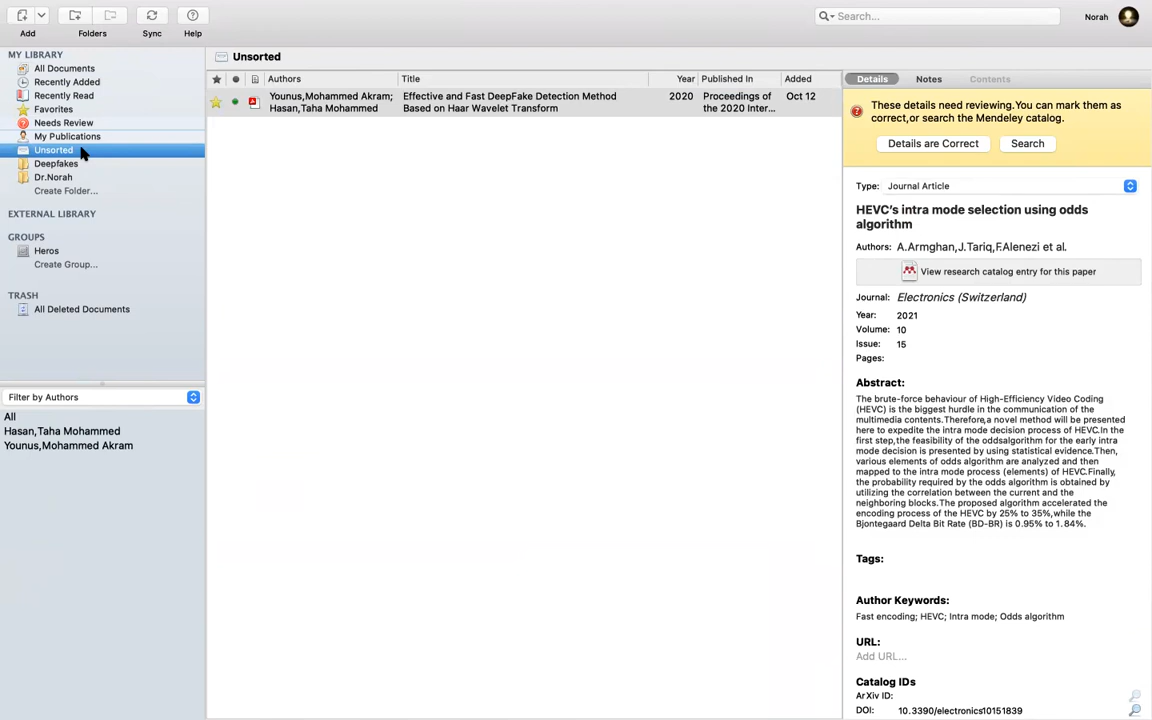 Search...
Norah
Add
Folders
Sync
Help
MY LIBRARY
All Documents
Recently Added
Recently Read
Favorites
Needs Review
My Publications
Unsorted
Deepfakes
Dr.Norah
Create Folder...
EXTERNAL LIBRARY
GROUPS
Heros
Create Group...
TRASH
All Deleted Documents
Filter by Authors
All
Hasan,Taha Mohammed
Younus,Mohammed Akram
Unsorted
Authors
Title
Year
Published In
Added
Younus,Mohammed Akram;
Hasan,Taha Mohammed
Effective and Fast DeepFake Detection Method
Based on Haar Wavelet Transform
2020
Proceedings of
the 2020 Inter...
Oct 12
Details
Notes
Contents
These details need reviewing.You can mark them as
correct,or search the Mendeley catalog.
Details are Correct
Search
Type: Journal Article
HEVC's intra mode selection using odds
algorithm
Authors: A.Armghan,J.Tariq,F.Alenezi et al.
View research catalog entry for this paper
Journal: Electronics (Switzerland)
Year: 2021
Volume: 10
Issue: 15
Pages:
Abstract:
The brute-force behaviour of High-Efficiency Video Coding
(HEVC) is the biggest hurdle in the communication of the
multimedia contents.Therefore,a novel method will be presented
here to expedite the intra mode decision process of HEVC.In the
first step,the feasibility of the oddsalgorithm for the early intra
mode decision is presented by using statistical evidence.Then,
various elements of odds algorithm are analyzed and then
mapped to the intra mode process (elements) of HEVC.Finally,
the probability required by the odds algorithm is obtained by
utilizing the correlation between the current and the
neighboring blocks.The proposed algorithm accelerated the
encoding process of the HEVC by 25% to 35%,while the
Bjontegaard Delta Bit Rate (BD-BR) is 0.95% to 1.84%.
Tags:
Author Keywords:
Fast encoding; HEVC; Intra mode; Odds algorithm
URL:
Add URL...
Catalog IDs
ArXiv ID:
DOI: 10.3390/electronics10151839